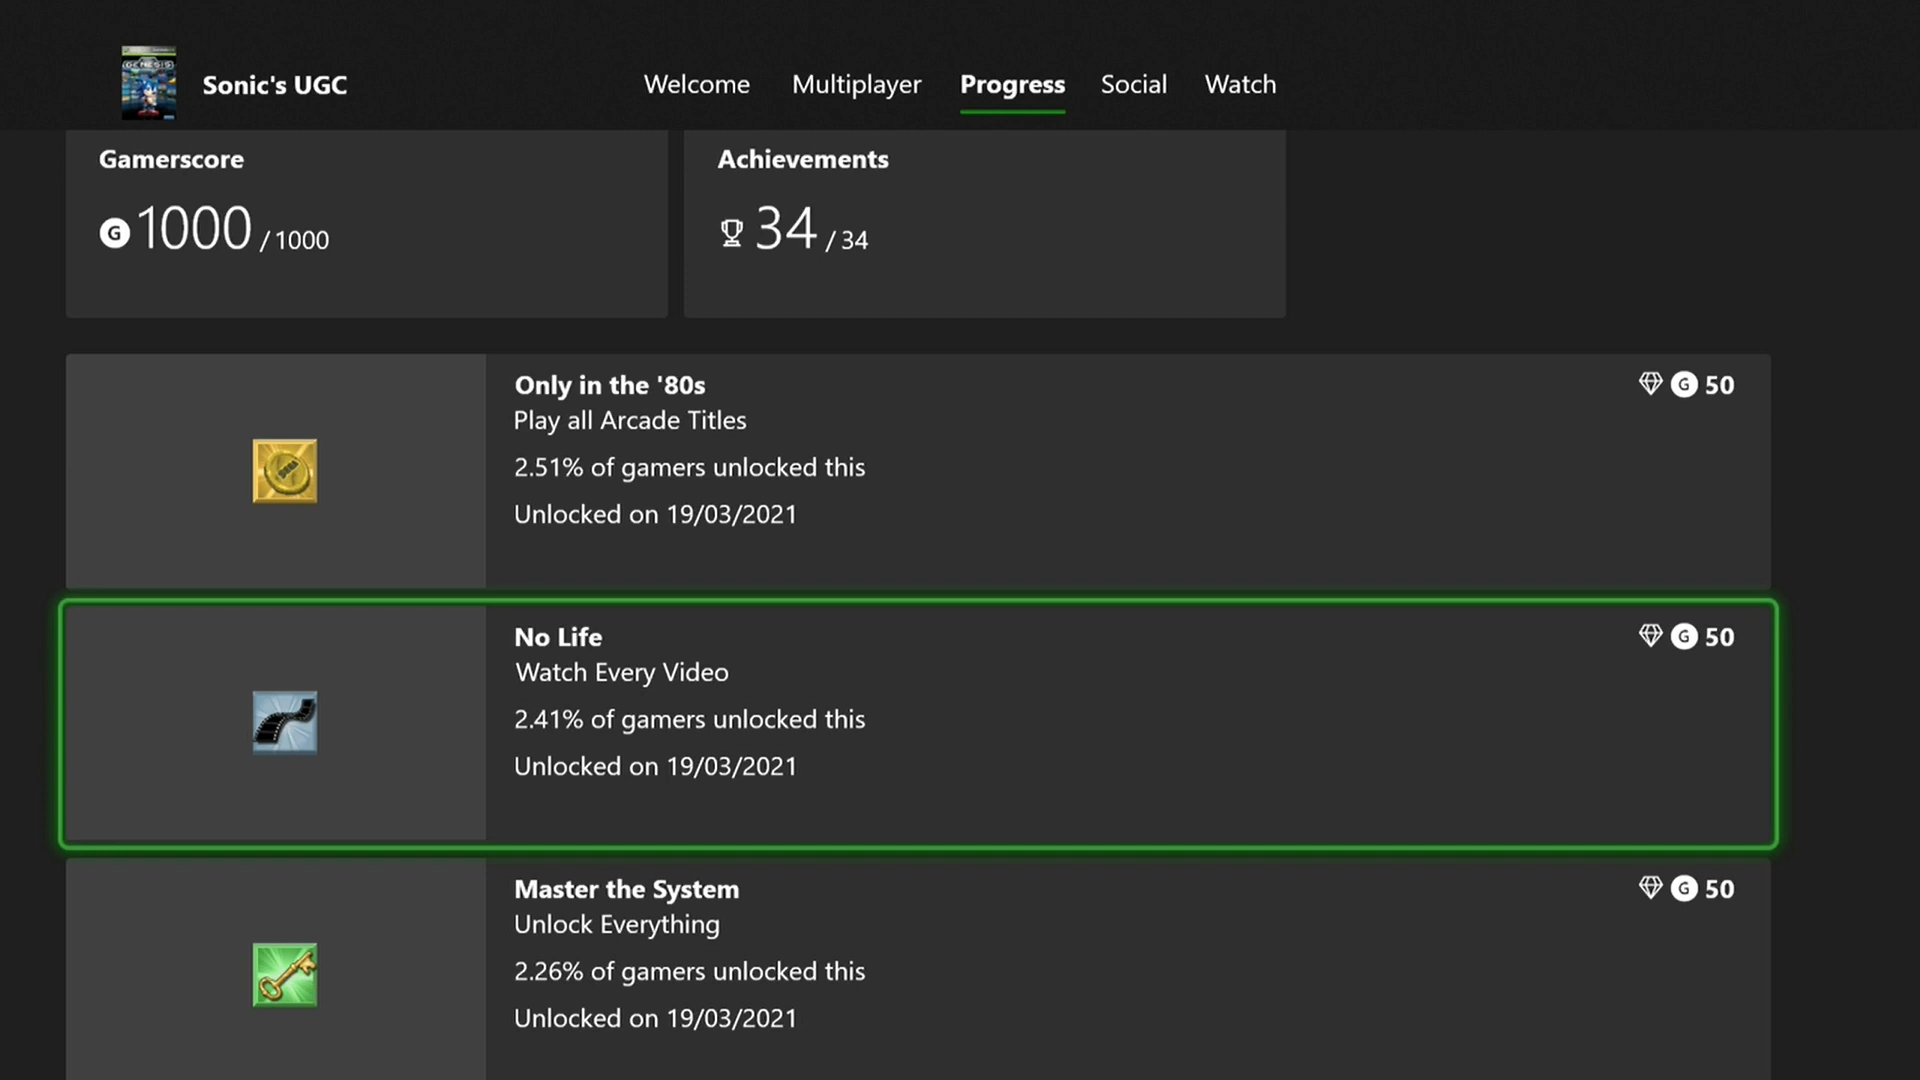 Sonic's UGC
Welcome
Multiplayer
Progress
Social
Watch
Gamerscore
G 1000 / 1000
Achievements
34 / 34
Only in the '80s
G 50
Play all Arcade Titles
2.51% of gamers unlocked this
Unlocked on 19/03/2021
SEGA
No Life
G 50
Watch Every Video
2.41% of gamers unlocked this
Unlocked on 19/03/2021
Master the System
G 50
Unlock Everything
2.26% of gamers unlocked this
Unlocked on 19/03/2021
GENESIS